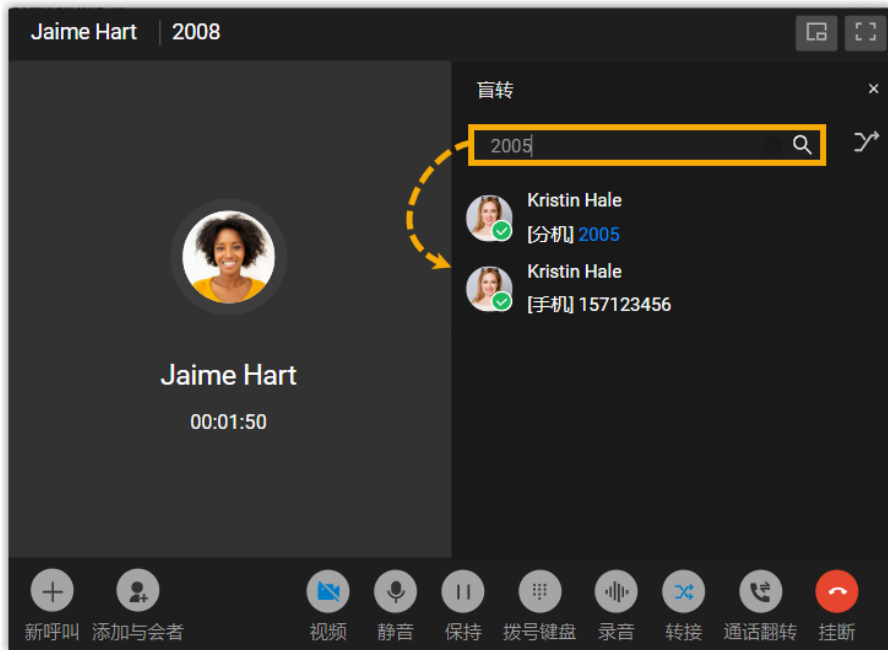 Jaime Hart 2008
盲转
2005
Kristin Hale
[分机] 2005
Kristin Hale
[手机] 157123456
Jaime Hart
00:01:50
新呼叫 添加与会者 视频 静音 保持 拨号键盘 录音 转接 通话翻转 挂断